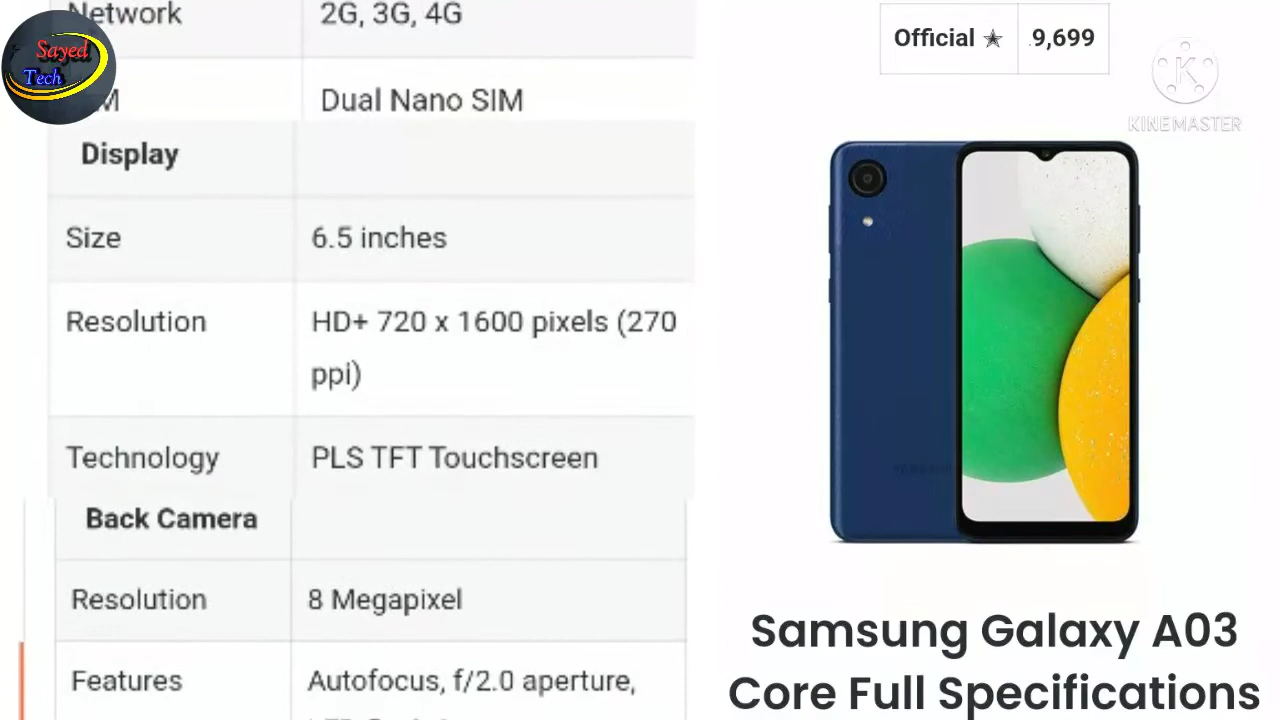 Network 2G, 3G, 4G
Sayed
Tech
Dual Nano SIM
Display
Size 6.5 inches
Resolution HD+ 720 x 1600 pixels (270
ppi)
Technology PLS TFT Touchscreen
Back Camera
Resolution 8 Megapixel
Features Autofocus, f/2.0 aperture,
Official ★ 9,699
KINEMASTER
Samsung Galaxy A03
Core Full Specifications